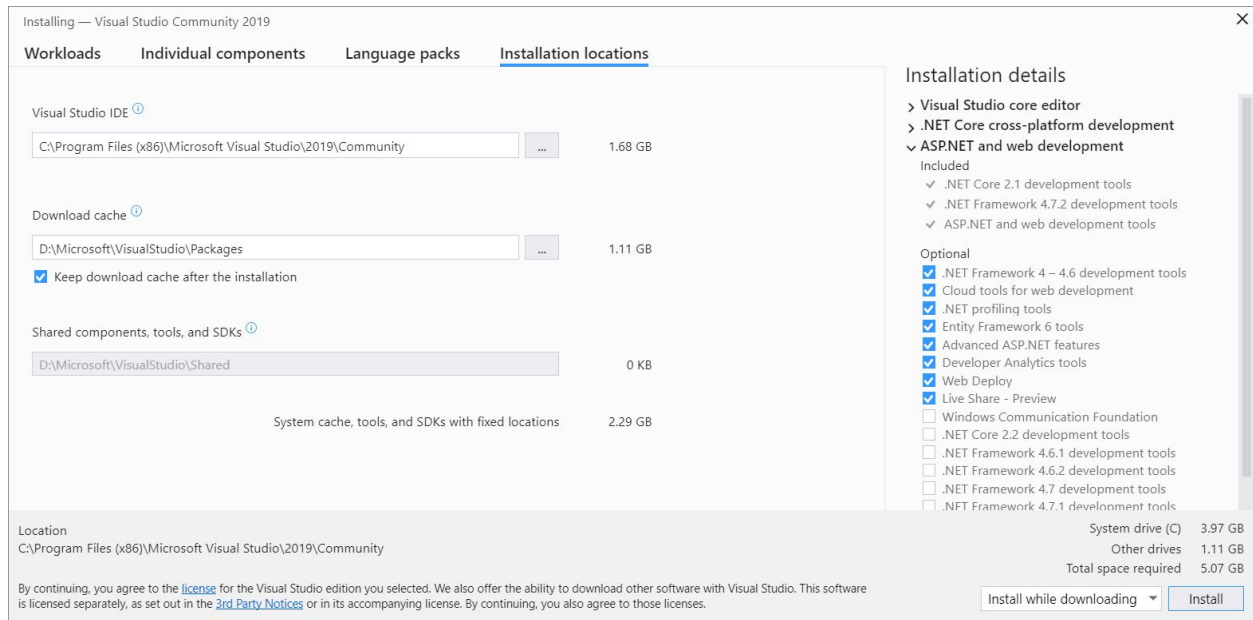 Installing — Visual Studio Community 2019
Workloads Individual components Language packs Installation locations
Visual Studio IDE
C:\Program Files (x86)\Microsoft Visual Studio\2019\Community ... 1.68 GB
Download cache
D:\Microsoft\VisualStudio\Packages ... 1.11 GB
Keep download cache after the installation
Shared components, tools, and SDKs
D:\Microsoft\VisualStudio\Shared 0 KB
System cache, tools, and SDKs with fixed locations 2.29 GB
Installation details
Visual Studio core editor
.NET Core cross-platform development
ASP.NET and web development
Included
.NET Core 2.1 development tools
.NET Framework 4.7.2 development tools
ASP.NET and web development tools
Optional
.NET Framework 4 – 4.6 development tools
Cloud tools for web development
.NET profiling tools
Entity Framework 6 tools
Advanced ASP.NET features
Developer Analytics tools
Web Deploy
Live Share - Preview
Windows Communication Foundation
.NET Core 2.2 development tools
.NET Framework 4.6.1 development tools
.NET Framework 4.6.2 development tools
.NET Framework 4.7 development tools
.NET Framework 4.7.1 development tools
Location
C:\Program Files (x86)\Microsoft Visual Studio\2019\Community
System drive (C) 3.97 GB
Other drives 1.11 GB
Total space required 5.07 GB
By continuing, you agree to the license for the Visual Studio edition you selected. We also offer the ability to download other software with Visual Studio. This software
is licensed separately, as set out in the 3rd Party Notices or in its accompanying license. By continuing, you also agree to those licenses.
Install while downloading Install